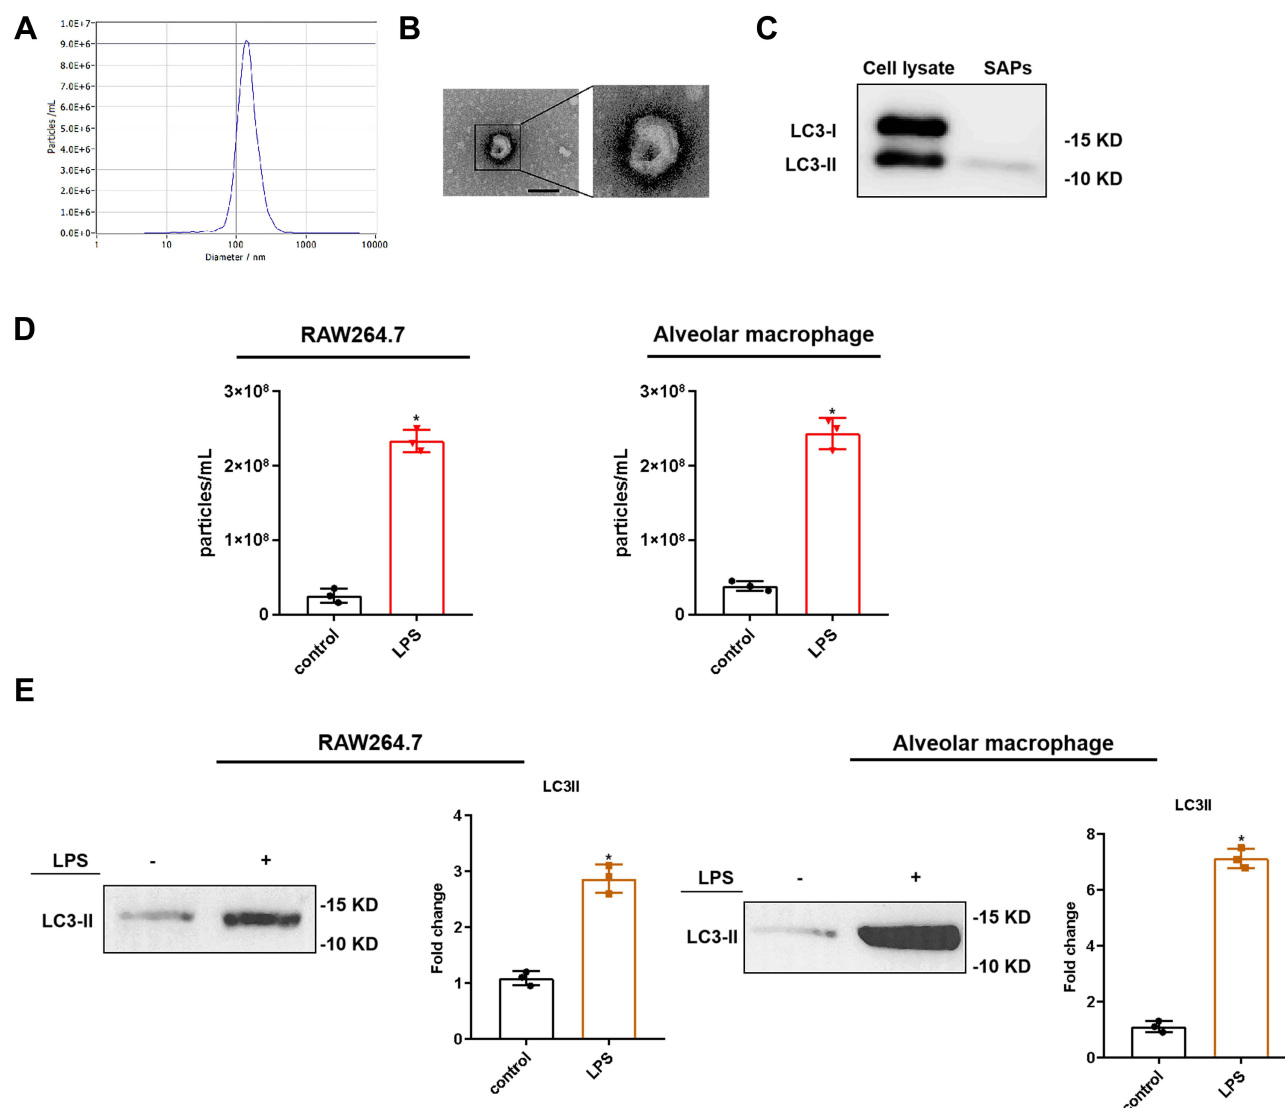 A
1.0E+7
9.0E+6
8.0E+6
7.0E+6
6.0E+6
5.0E+6
4.0E+6
3.0E+6
2.0E+6
1.0E+6
0.0E+0
Particles /mL
1 10 100 1000 10000
Diameter / nm
B
C
Cell lysate SAPs
LC3-I
LC3-II
-15 KD
-10 KD
D
RAW264.7
3×10⁸
2×10⁸
1×10⁸
0
particles/mL
*
control LPS
Alveolar macrophage
3×10⁸
2×10⁸
1×10⁸
0
particles/mL
*
control LPS
E
RAW264.7
LPS - +
LC3-II
-15 KD
-10 KD
LC3II
4
3
2
1
0
Fold change
*
control LPS
Alveolar macrophage
LPS - +
LC3-II
-15 KD
-10 KD
LC3II
8
6
4
2
0
Fold change
*
control LPS